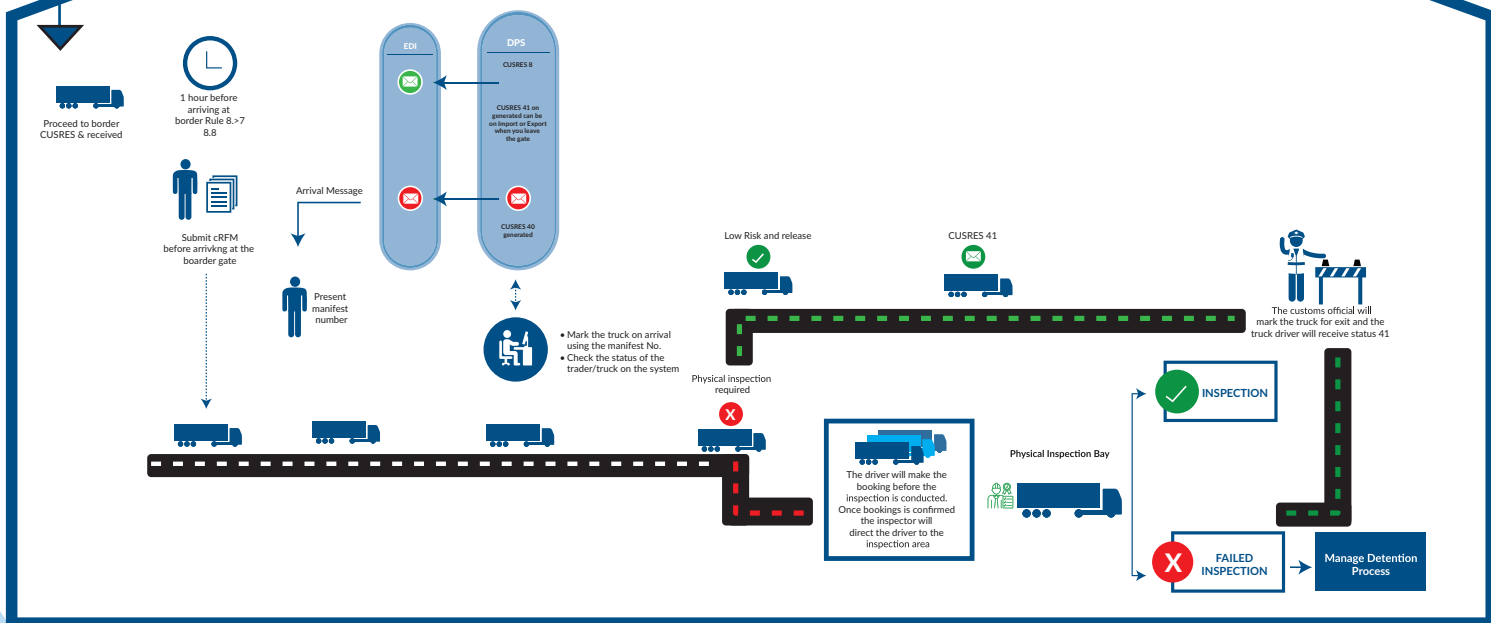 Proceed to border
CUSRES & received
1 hour before
arriving at
border Rule 8.>7
8.8
Submit cRFM
before arrivkng at the
boarder gate
Arrival Message
Present
manifest
number
EDI
DPS
CUSRES 8
CUSRES 41 on
generated can be
on Import or Export
when you leave
the gate
CUSRES 40
generated
• Mark the truck on arrival
using the manifest No.
• Check the status of the
trader/truck on the system
Low Risk and release
CUSRES 41
The customs official will
mark the truck for exit and the
truck driver will receive status 41
Physical inspection
required
X
The driver will make the
booking before the
inspection is conducted.
Once bookings is confirmed
the inspector will
direct the driver to the
inspection area
Physical Inspection Bay
INSPECTION
X
FAILED
INSPECTION
Manage Detention
Process